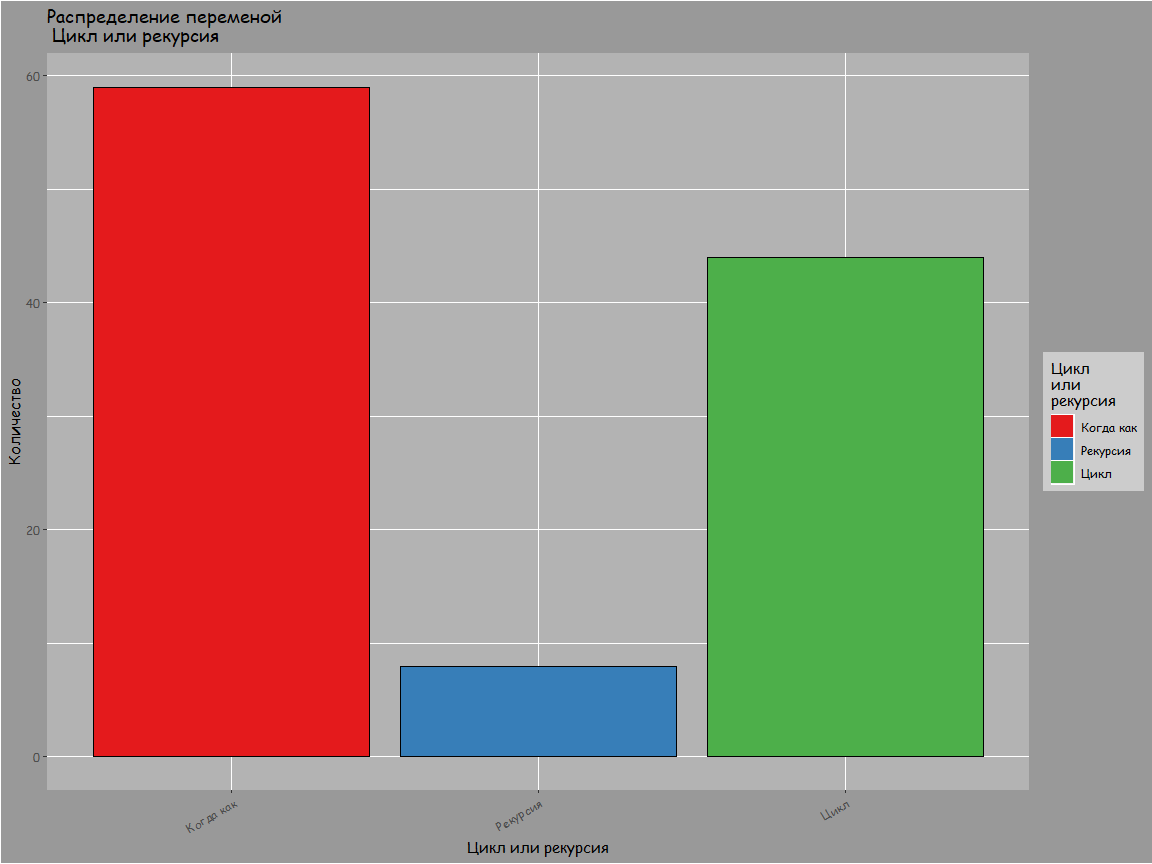 Распределение переменой
Цикл или рекурсия
Количество
60
40
20
0
Когда как
Рекурсия
Цикл
Цикл или рекурсия
Цикл
или
рекурсия
Когда как
Рекурсия
Цикл